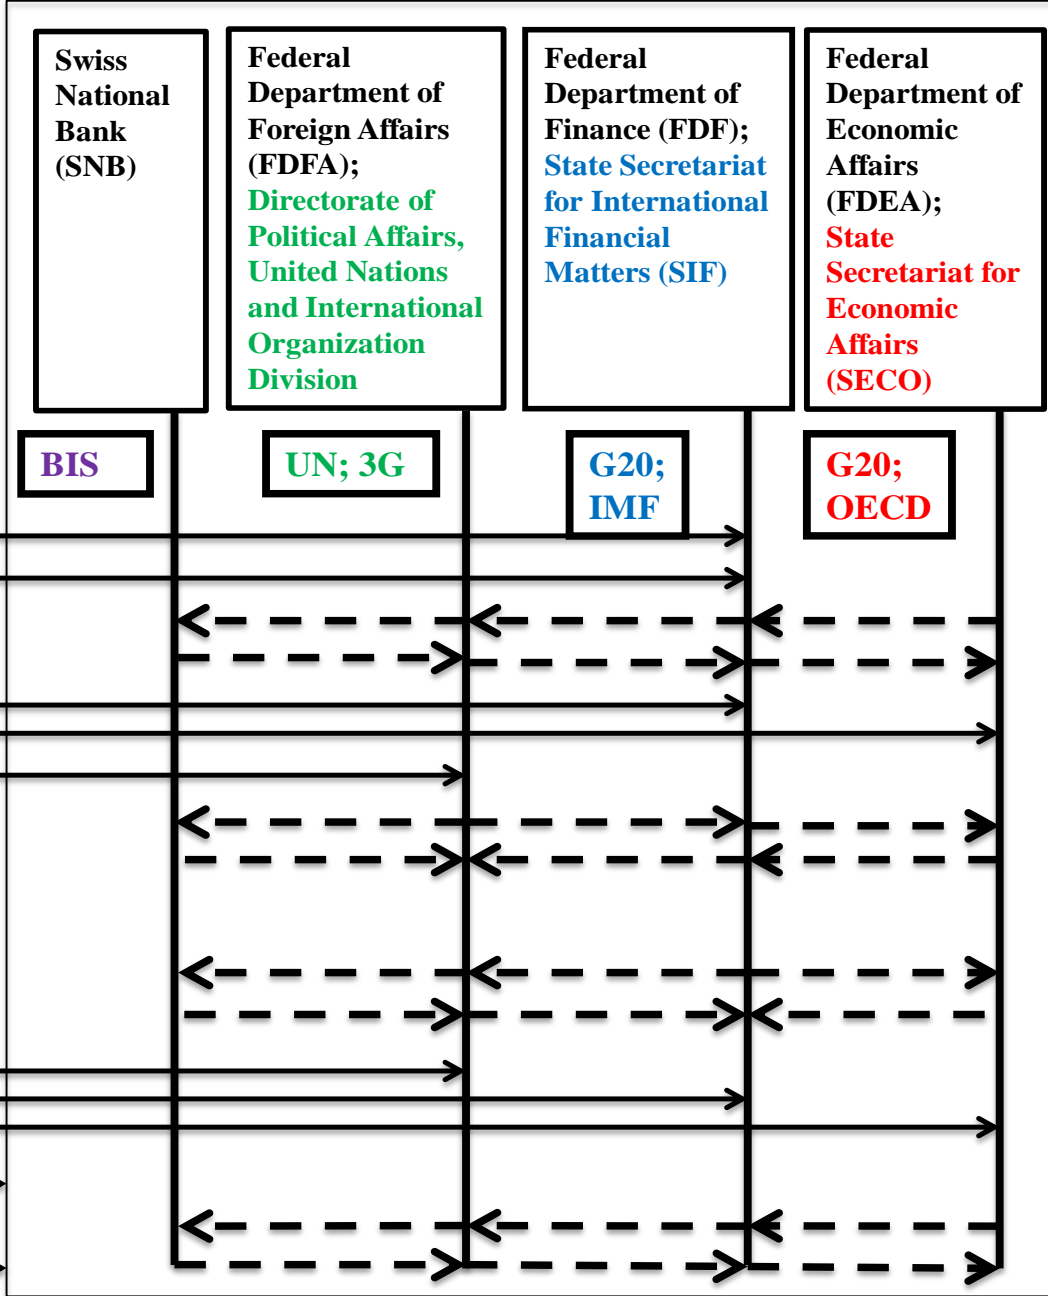 Swiss
National
Bank
(SNB)
Federal
Department of
Foreign Affairs
(FDFA);
Directorate of
Political Affairs,
United Nations
and International
Organization
Division
Federal
Department of
Finance (FDF);
State Secretariat
for International
Financial
Matters (SIF)
Federal
Department of
Economic
Affairs
(FDEA);
State
Secretariat for
Economic
Affairs
(SECO)
BIS
UN; 3G
G20;
IMF
G20;
OECD